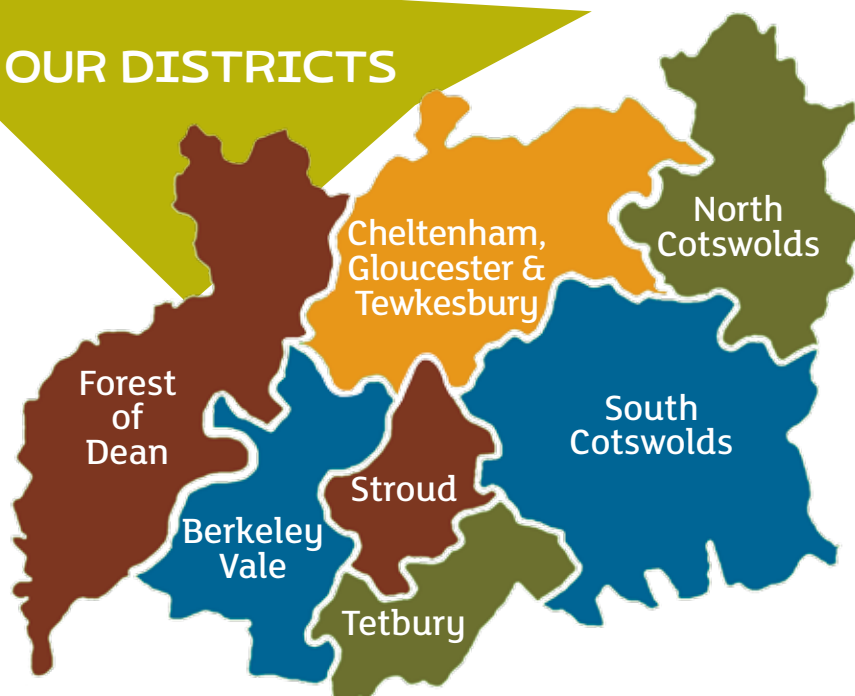 OUR DISTRICTS
Cheltenham,
Gloucester &
Tewkesbury
North
Cotswolds
Forest
of
Dean
South
Cotswolds
Stroud
Berkeley
Vale
Tetbury